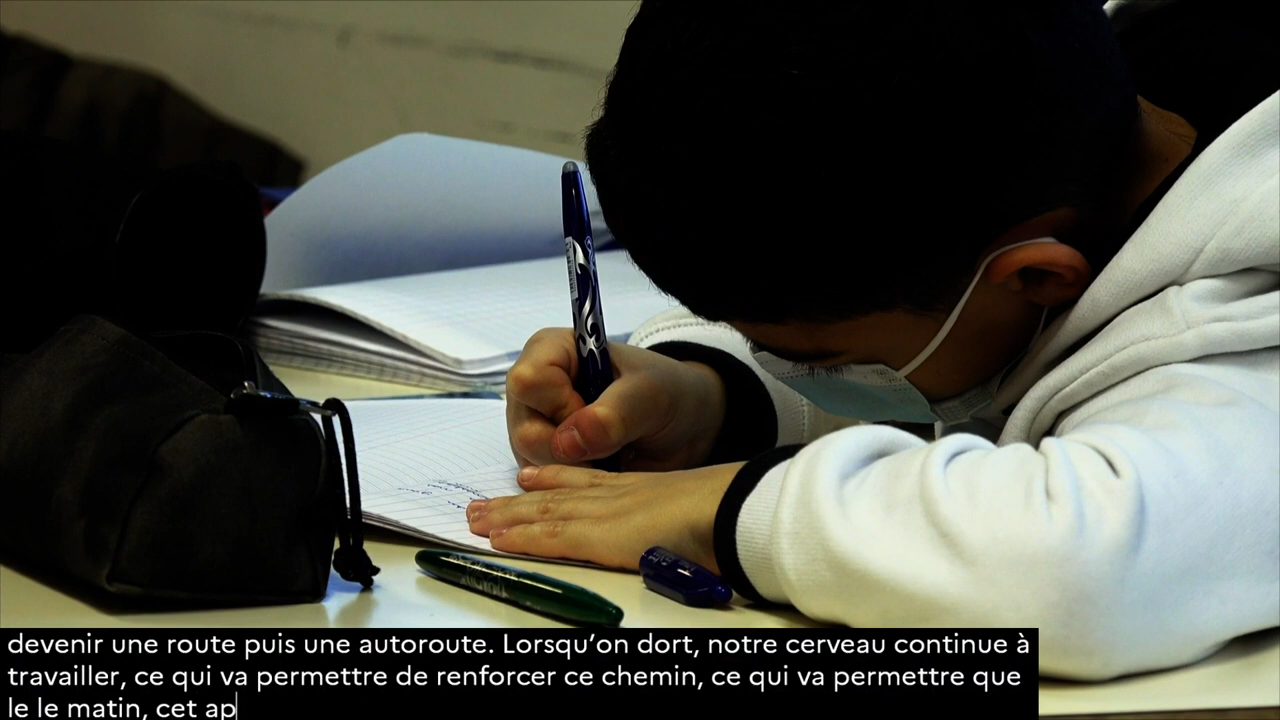 devenir une route puis une autoroute. Lorsqu’on dort, notre cerveau continue à
travailler, ce qui va permettre de renforcer ce chemin, ce qui va permettre que
le le matin, cet ap